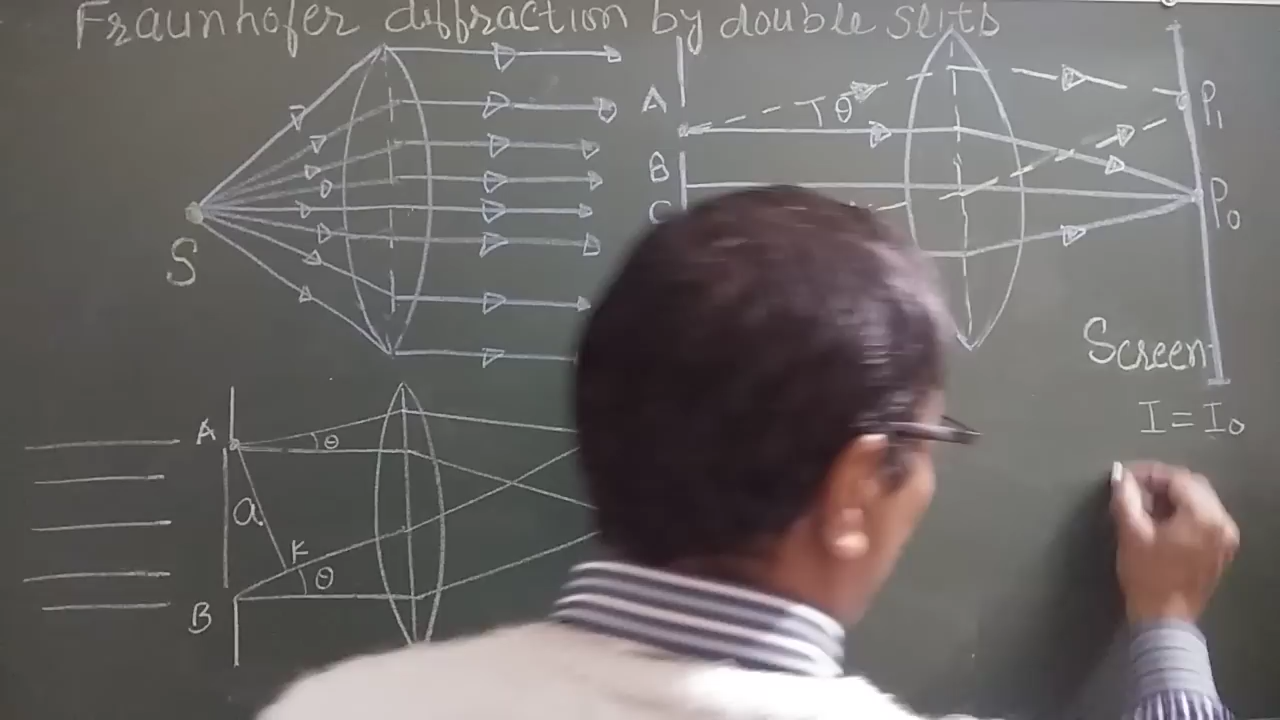 Fraunhofer diffraction by double slits
S
A
θ
P₁
B
C
P₀
Screen
I = I₀
A
θ
a
K
θ
B